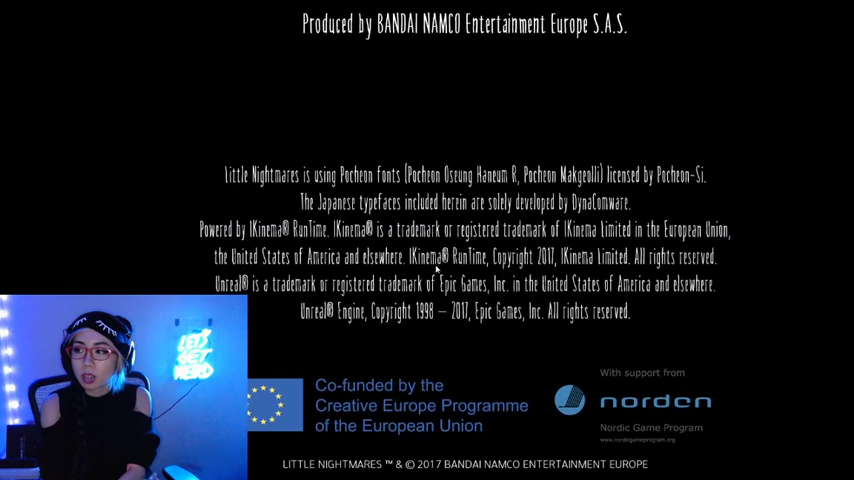 Produced by BANDAI NAMCO Entertainment Europe S.A.S.
Little Nightmares is using Pocheon Fonts (Pocheon Oseung Haneum R, Pocheon Makgeolli) licensed by Pocheon-Si.
The Japanese typefaces included herein are solely developed by DynaComware.
Powered by IKinema® RunTime. IKinema® is a trademark or registered trademark of IKinema Limited in the European Union,
the United States of America and elsewhere. IKinema® RunTime, Copyright 2017, IKinema Limited. All rights reserved.
Unreal® is a trademark or registered trademark of Epic Games, Inc. in the United States of America and elsewhere.
Unreal® Engine, Copyright 1998 – 2017, Epic Games, Inc. All rights reserved.
LET'S
GET
NERD
Co-funded by the
Creative Europe Programme
of the European Union
With support from
norden
Nordic Game Program
www.nordicgameprogram.org
LITTLE NIGHTMARES ™ & © 2017 BANDAI NAMCO ENTERTAINMENT EUROPE